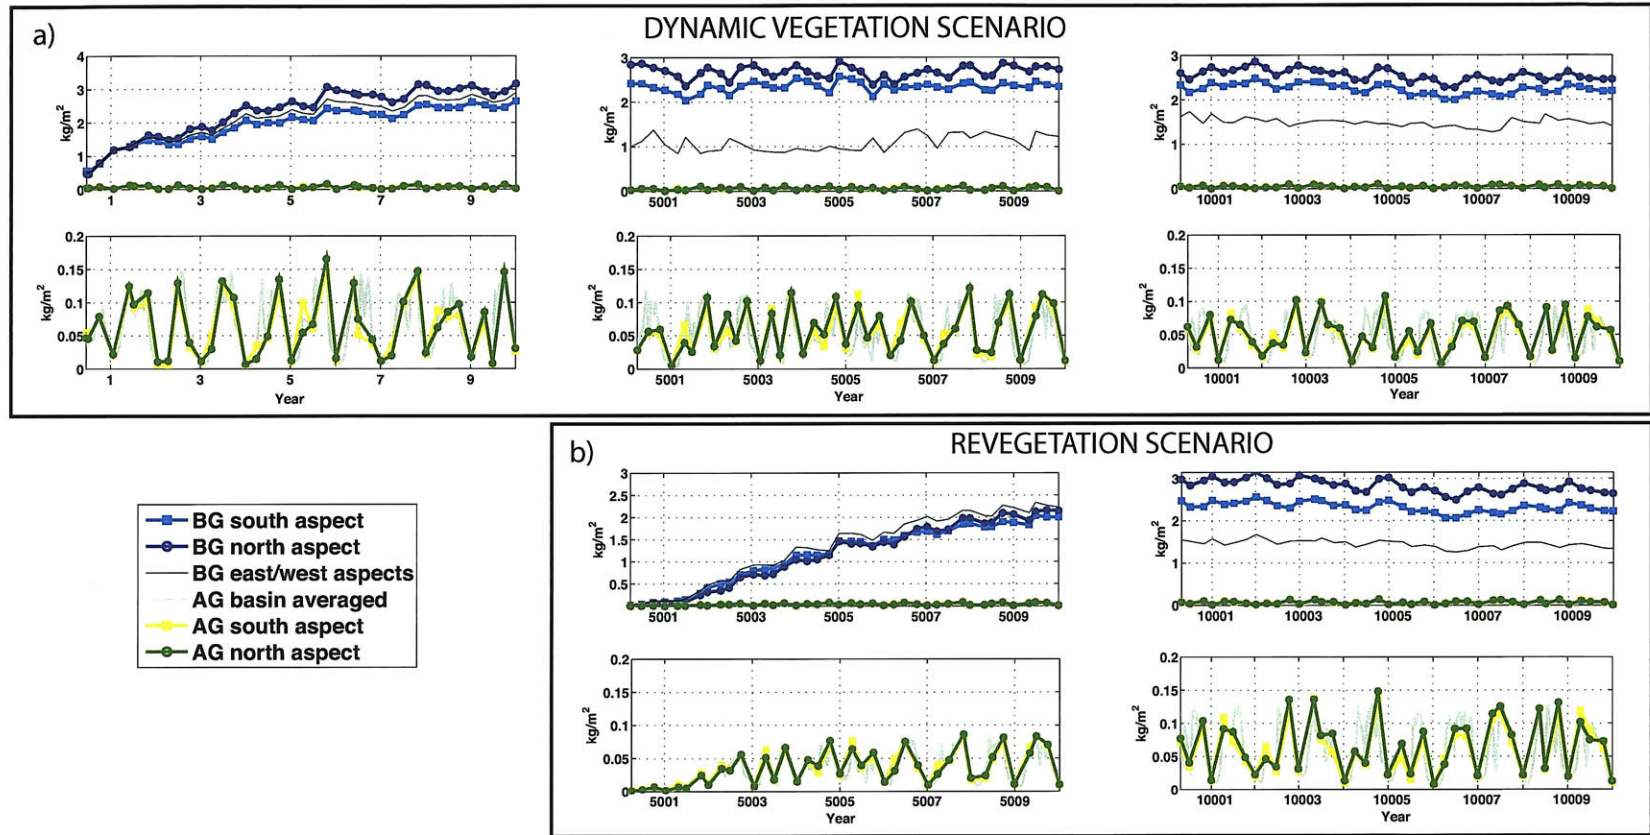 a)
DYNAMIC VEGETATION SCENARIO
kg/m²
4
3
2
1
0
1 3 5 7 9
kg/m²
3
2
1
0
5001 5003 5005 5007 5009
kg/m²
3
2
1
0
10001 10003 10005 10007 10009
kg/m²
0.2
0.15
0.1
0.05
0
1 3 5 7 9
Year
kg/m²
0.2
0.15
0.1
0.05
0
5001 5003 5005 5007 5009
Year
kg/m²
0.2
0.15
0.1
0.05
0
10001 10003 10005 10007 10009
Year
b)
REVEGETATION SCENARIO
kg/m²
3
2.5
2
1.5
1
0.5
0
5001 5003 5005 5007 5009
kg/m²
3
2
1
0
10001 10003 10005 10007 10009
kg/m²
0.2
0.15
0.1
0.05
0
5001 5003 5005 5007 5009
Year
kg/m²
0.2
0.15
0.1
0.05
0
10001 10003 10005 10007 10009
Year
BG south aspect
BG north aspect
BG east/west aspects
AG basin averaged
AG south aspect
AG north aspect